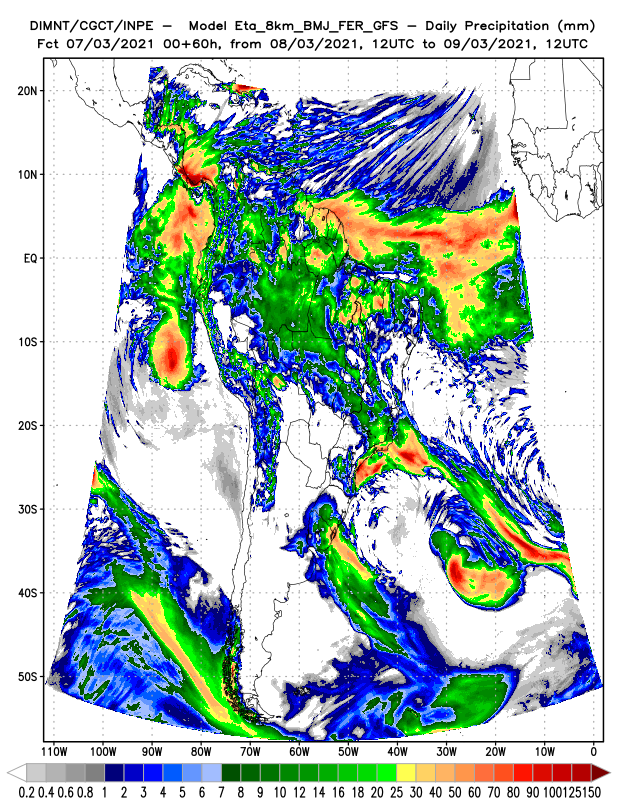 DIMNT/CGCT/INPE – Model Eta_8km_BMJ_FER_GFS – Daily Precipitation (mm)
Fct 07/03/2021 00+60h, from 08/03/2021, 12UTC to 09/03/2021, 12UTC
20N
10N
EQ
10S
20S
30S
40S
50S
110W 100W 90W 80W 70W 60W 50W 40W 30W 20W 10W 0
0.2 0.4 0.6 0.8 1 2 3 4 5 6 7 8 9 10 12 14 16 18 20 25 30 40 50 60 70 80 90 100 125 150